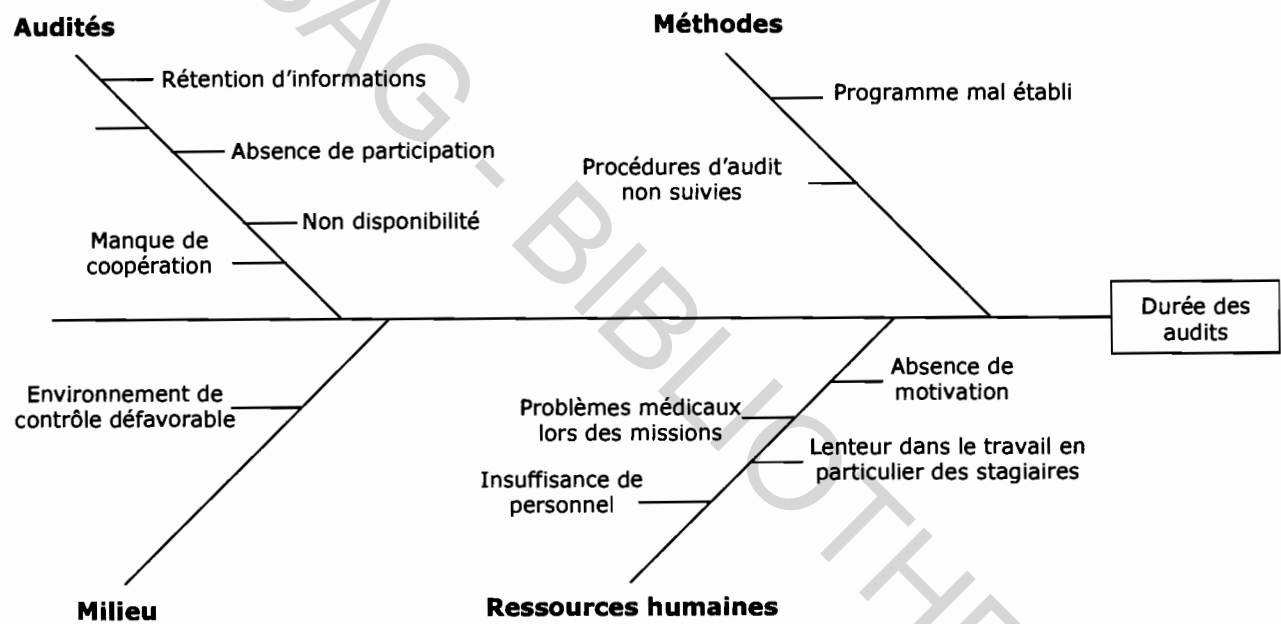 Audités
Méthodes
Rétention d'informations
Programme mal établi
Absence de participation
Procédures d'audit
non suivies
Non disponibilité
Manque de
coopération
Durée des
audits
Environnement de
contrôle défavorable
Absence de
motivation
Problèmes médicaux
lors des missions
Lenteur dans le travail en
particulier des stagiaires
Insuffisance de
personnel
Milieu
Ressources humaines